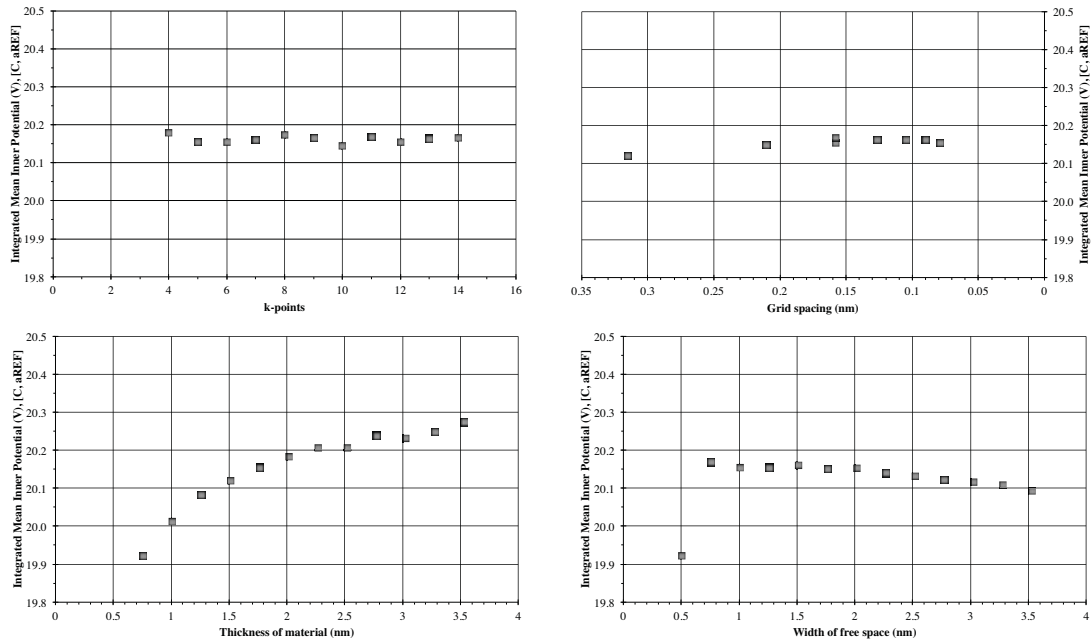 Integrated Mean Inner Potential (V), [C, aREF]
20.5
20.4
20.3
20.2
20.1
20.0
19.9
19.8
0 2 4 6 8 10 12 14 16
k-points
20.5
20.4
20.3
20.2
20.1
20.0
19.9
19.8
Integrated Mean Inner Potential (V), [C, aREF]
0.35 0.3 0.25 0.2 0.15 0.1 0.05 0
Grid spacing (nm)
Integrated Mean Inner Potential (V), [C, aREF]
20.5
20.4
20.3
20.2
20.1
20.0
19.9
19.8
0 0.5 1 1.5 2 2.5 3 3.5 4
Thickness of material (nm)
Integrated Mean Inner Potential (V), [C, aREF]
20.5
20.4
20.3
20.2
20.1
20.0
19.9
19.8
0 0.5 1 1.5 2 2.5 3 3.5 4
Width of free space (nm)